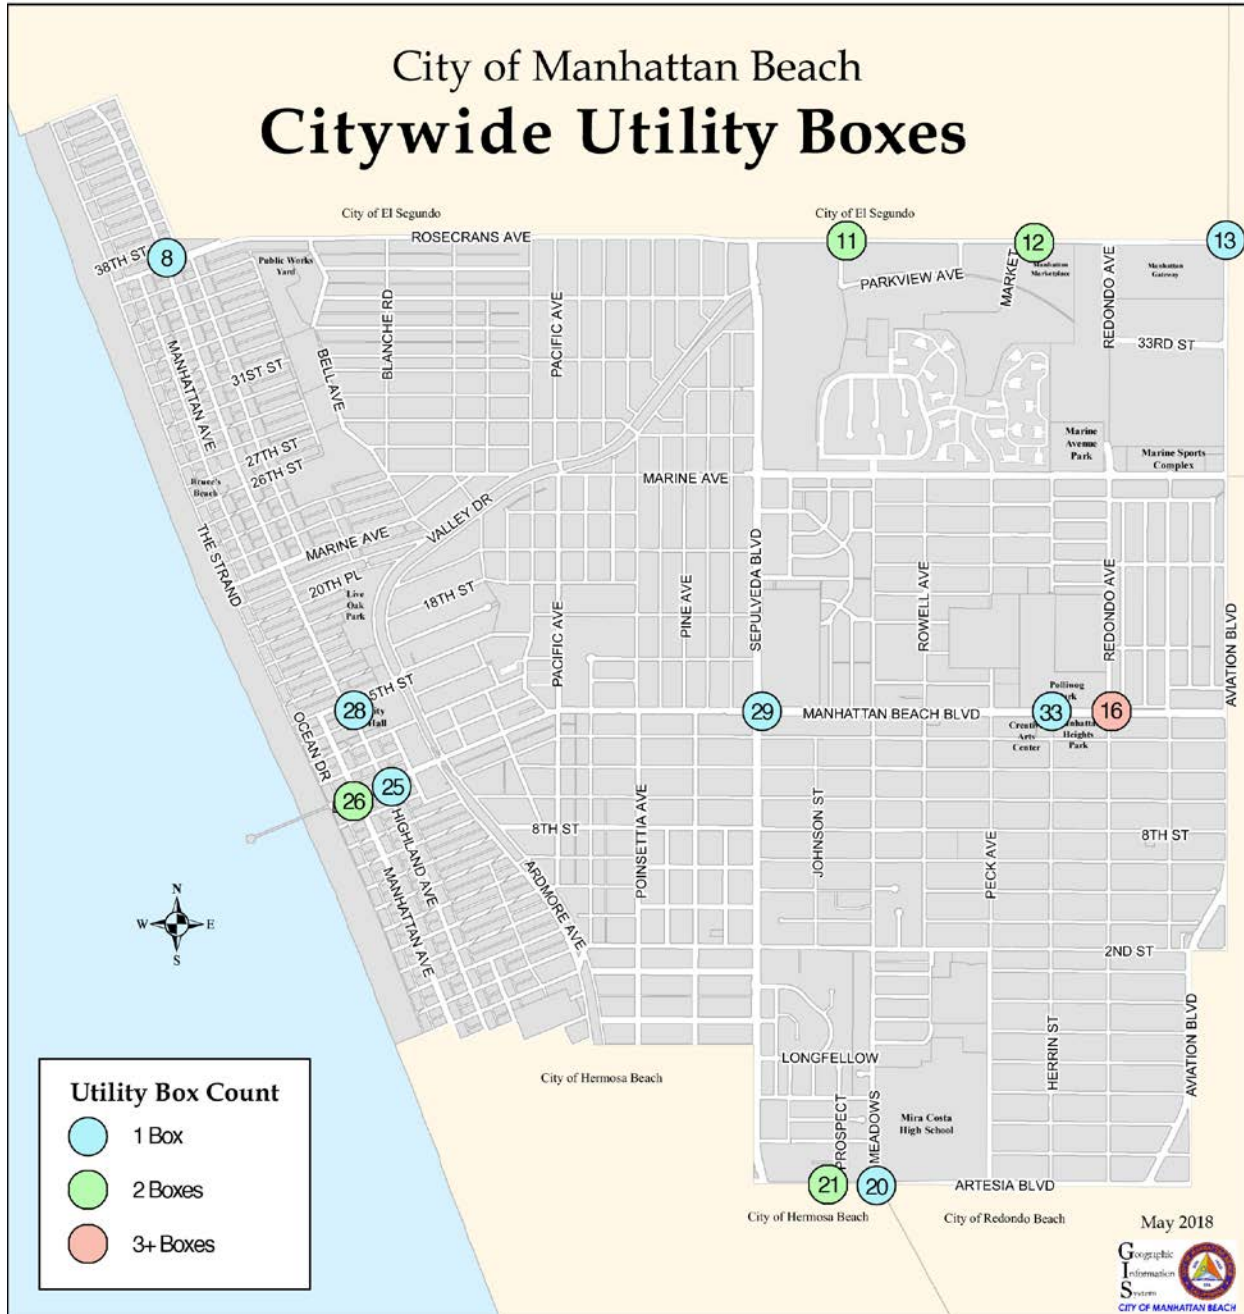 City of Manhattan Beach
Citywide Utility Boxes
City of El Segundo
City of El Segundo
ROSECRANS AVE
11
12
13
8
38TH ST
Public Works
Yard
MARKET
Manhattan
Marketplace
REDONDO AVE
Manhattan
Gateway
PARKVIEW AVE
BLANCHE RD
PACIFIC AVE
33RD ST
MANHATTAN AVE
31ST ST
BELL AVE
27TH ST
26TH ST
Marine
Avenue
Park
Marine Sports
Complex
Bruce's
Beach
MARINE AVE
THE STRAND
MARINE AVE
VALLEY DR
SEPULVEDA BLVD
20TH PL
Live
Oak
Park
18TH ST
PACIFIC AVE
PINE AVE
ROWELL AVE
REDONDO AVE
AVIATION BLVD
5TH ST
28
Polliwog
29
MANHATTAN BEACH BLVD
33
16
OCEAN DR
Creative
Arts
Center
Heights
Park
25
26
HIGHLAND AVE
8TH ST
POINSETTIA AVE
JOHNSON ST
PECK AVE
8TH ST
MANHATTAN AVE
ARDMORE AVE
N
W
E
S
2ND ST
LONGFELLOW
HERRIN ST
AVIATION BLVD
City of Hermosa Beach
PROSPECT
MEADOWS
Mira Costa
High School
21
20
ARTESIA BLVD
City of Hermosa Beach
City of Redondo Beach
Utility Box Count
1 Box
2 Boxes
3+ Boxes
May 2018
Geographic
Information
System
CITY OF MANHATTAN BEACH